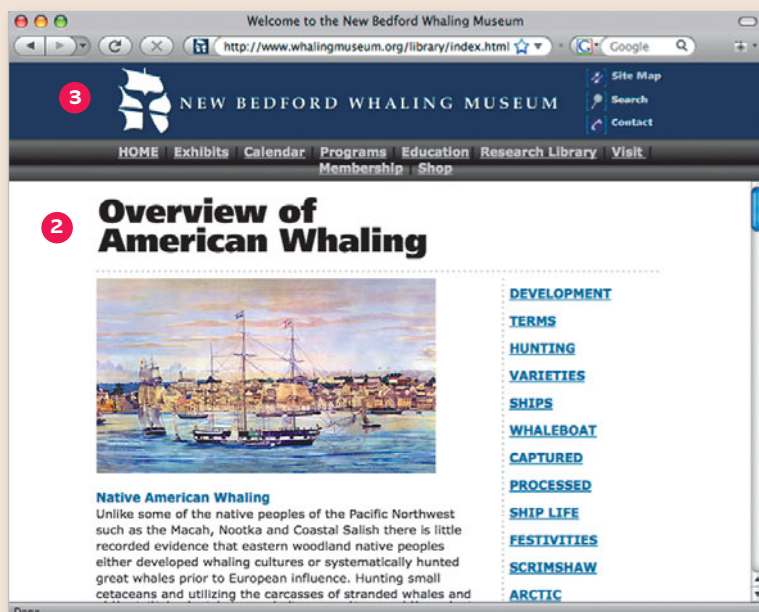 Welcome to the New Bedford Whaling Museum
http://www.whalingmuseum.org/library/index.html
Google
3
NEW BEDFORD WHALING MUSEUM
Site Map
Search
Contact
HOME Exhibits Calendar Programs Education Research Library Visit
Membership Shop
2
Overview of
American Whaling
DEVELOPMENT
TERMS
HUNTING
VARIETIES
SHIPS
WHALEBOAT
CAPTURED
PROCESSED
SHIP LIFE
FESTIVITIES
SCRIMSHAW
ARCTIC
Native American Whaling
Unlike some of the native peoples of the Pacific Northwest
such as the Macah, Nootka and Coastal Salish there is little
recorded evidence that eastern woodland native peoples
either developed whaling cultures or systematically hunted
great whales prior to European influence. Hunting small
cetaceans and utilizing the carcasses of stranded whales and